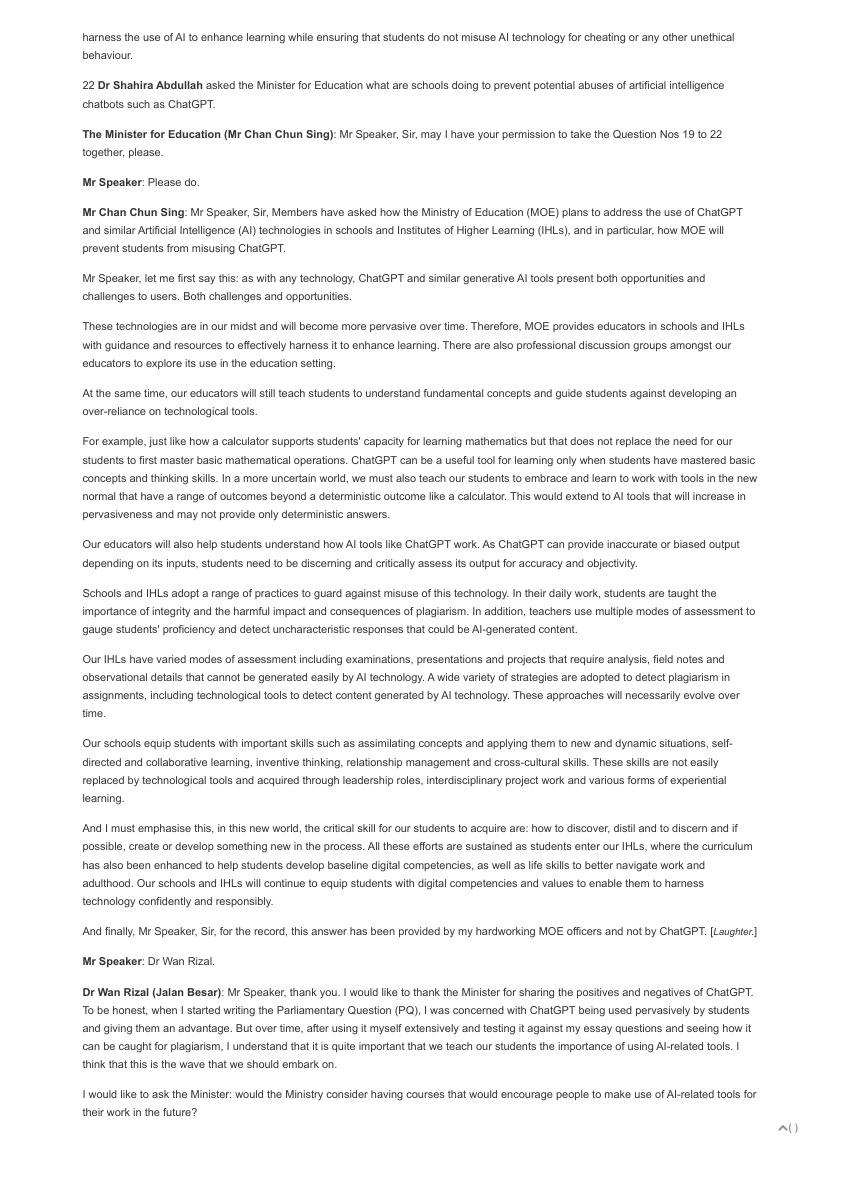 harness the use of AI to enhance learning while ensuring that students do not misuse AI technology for cheating or any other unethical
behaviour.
22 Dr Shahira Abdullah asked the Minister for Education what are schools doing to prevent potential abuses of artificial intelligence
chatbots such as ChatGPT.
The Minister for Education (Mr Chan Chun Sing): Mr Speaker, Sir, may I have your permission to take the Question Nos 19 to 22
together, please.
Mr Speaker: Please do.
Mr Chan Chun Sing: Mr Speaker, Sir, Members have asked how the Ministry of Education (MOE) plans to address the use of ChatGPT
and similar Artificial Intelligence (AI) technologies in schools and Institutes of Higher Learning (IHLs), and in particular, how MOE will
prevent students from misusing ChatGPT.
Mr Speaker, let me first say this: as with any technology, ChatGPT and similar generative AI tools present both opportunities and
challenges to users. Both challenges and opportunities.
These technologies are in our midst and will become more pervasive over time. Therefore, MOE provides educators in schools and IHLs
with guidance and resources to effectively harness it to enhance learning. There are also professional discussion groups amongst our
educators to explore its use in the education setting.
At the same time, our educators will still teach students to understand fundamental concepts and guide students against developing an
over-reliance on technological tools.
For example, just like how a calculator supports students' capacity for learning mathematics but that does not replace the need for our
students to first master basic mathematical operations. ChatGPT can be a useful tool for learning only when students have mastered basic
concepts and thinking skills. In a more uncertain world, we must also teach our students to embrace and learn to work with tools in the new
normal that have a range of outcomes beyond a deterministic outcome like a calculator. This would extend to AI tools that will increase in
pervasiveness and may not provide only deterministic answers.
Our educators will also help students understand how AI tools like ChatGPT work. As ChatGPT can provide inaccurate or biased output
depending on its inputs, students need to be discerning and critically assess its output for accuracy and objectivity.
Schools and IHLs adopt a range of practices to guard against misuse of this technology. In their daily work, students are taught the
importance of integrity and the harmful impact and consequences of plagiarism. In addition, teachers use multiple modes of assessment to
gauge students' proficiency and detect uncharacteristic responses that could be AI-generated content.
Our IHLs have varied modes of assessment including examinations, presentations and projects that require analysis, field notes and
observational details that cannot be generated easily by AI technology. A wide variety of strategies are adopted to detect plagiarism in
assignments, including technological tools to detect content generated by AI technology. These approaches will necessarily evolve over
time.
Our schools equip students with important skills such as assimilating concepts and applying them to new and dynamic situations, self-
directed and collaborative learning, inventive thinking, relationship management and cross-cultural skills. These skills are not easily
replaced by technological tools and acquired through leadership roles, interdisciplinary project work and various forms of experiential
learning.
And I must emphasise this, in this new world, the critical skill for our students to acquire are: how to discover, distil and to discern and if
possible, create or develop something new in the process. All these efforts are sustained as students enter our IHLs, where the curriculum
has also been enhanced to help students develop baseline digital competencies, as well as life skills to better navigate work and
adulthood. Our schools and IHLs will continue to equip students with digital competencies and values to enable them to harness
technology confidently and responsibly.
And finally, Mr Speaker, Sir, for the record, this answer has been provided by my hardworking MOE officers and not by ChatGPT. [Laughter.]
Mr Speaker: Dr Wan Rizal.
Dr Wan Rizal (Jalan Besar): Mr Speaker, thank you. I would like to thank the Minister for sharing the positives and negatives of ChatGPT.
To be honest, when I started writing the Parliamentary Question (PQ), I was concerned with ChatGPT being used pervasively by students
and giving them an advantage. But over time, after using it myself extensively and testing it against my essay questions and seeing how it
can be caught for plagiarism, I understand that it is quite important that we teach our students the importance of using AI-related tools. I
think that this is the wave that we should embark on.
I would like to ask the Minister: would the Ministry consider having courses that would encourage people to make use of AI-related tools for
their work in the future?
( )